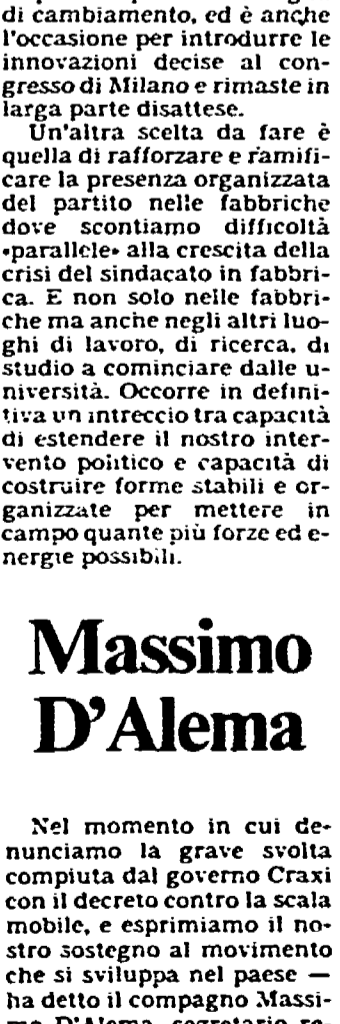 di cambiamento, ed è anche
l'occasione per introdurre le
innovazioni decise al con-
gresso di Milano e rimaste in
larga parte disattese.
Un'altra scelta da fare è
quella di rafforzare e ramifi-
care la presenza organizzata
del partito nelle fabbriche
dove scontiamo difficoltà
«parallele» alla crescita della
crisi del sindacato in fabbri-
ca. E non solo nelle fabbri-
che ma anche negli altri luo-
ghi di lavoro, di ricerca, di
studio a cominciare dalle u-
niversità. Occorre in defini-
tiva un intreccio tra capacità
di estendere il nostro inter-
vento politico e capacità di
costruire forme stabili e or-
ganizzate per mettere in
campo quante più forze ed e-
nergie possibili.
Massimo
D'Alema
Nel momento in cui de-
nunciamo la grave svolta
compiuta dal governo Craxi
con il decreto contro la scala
mobile, e esprimiamo il no-
stro sostegno al movimento
che si sviluppa nel paese —
ha detto il compagno Massi-
mo D'Alema, segretario re-